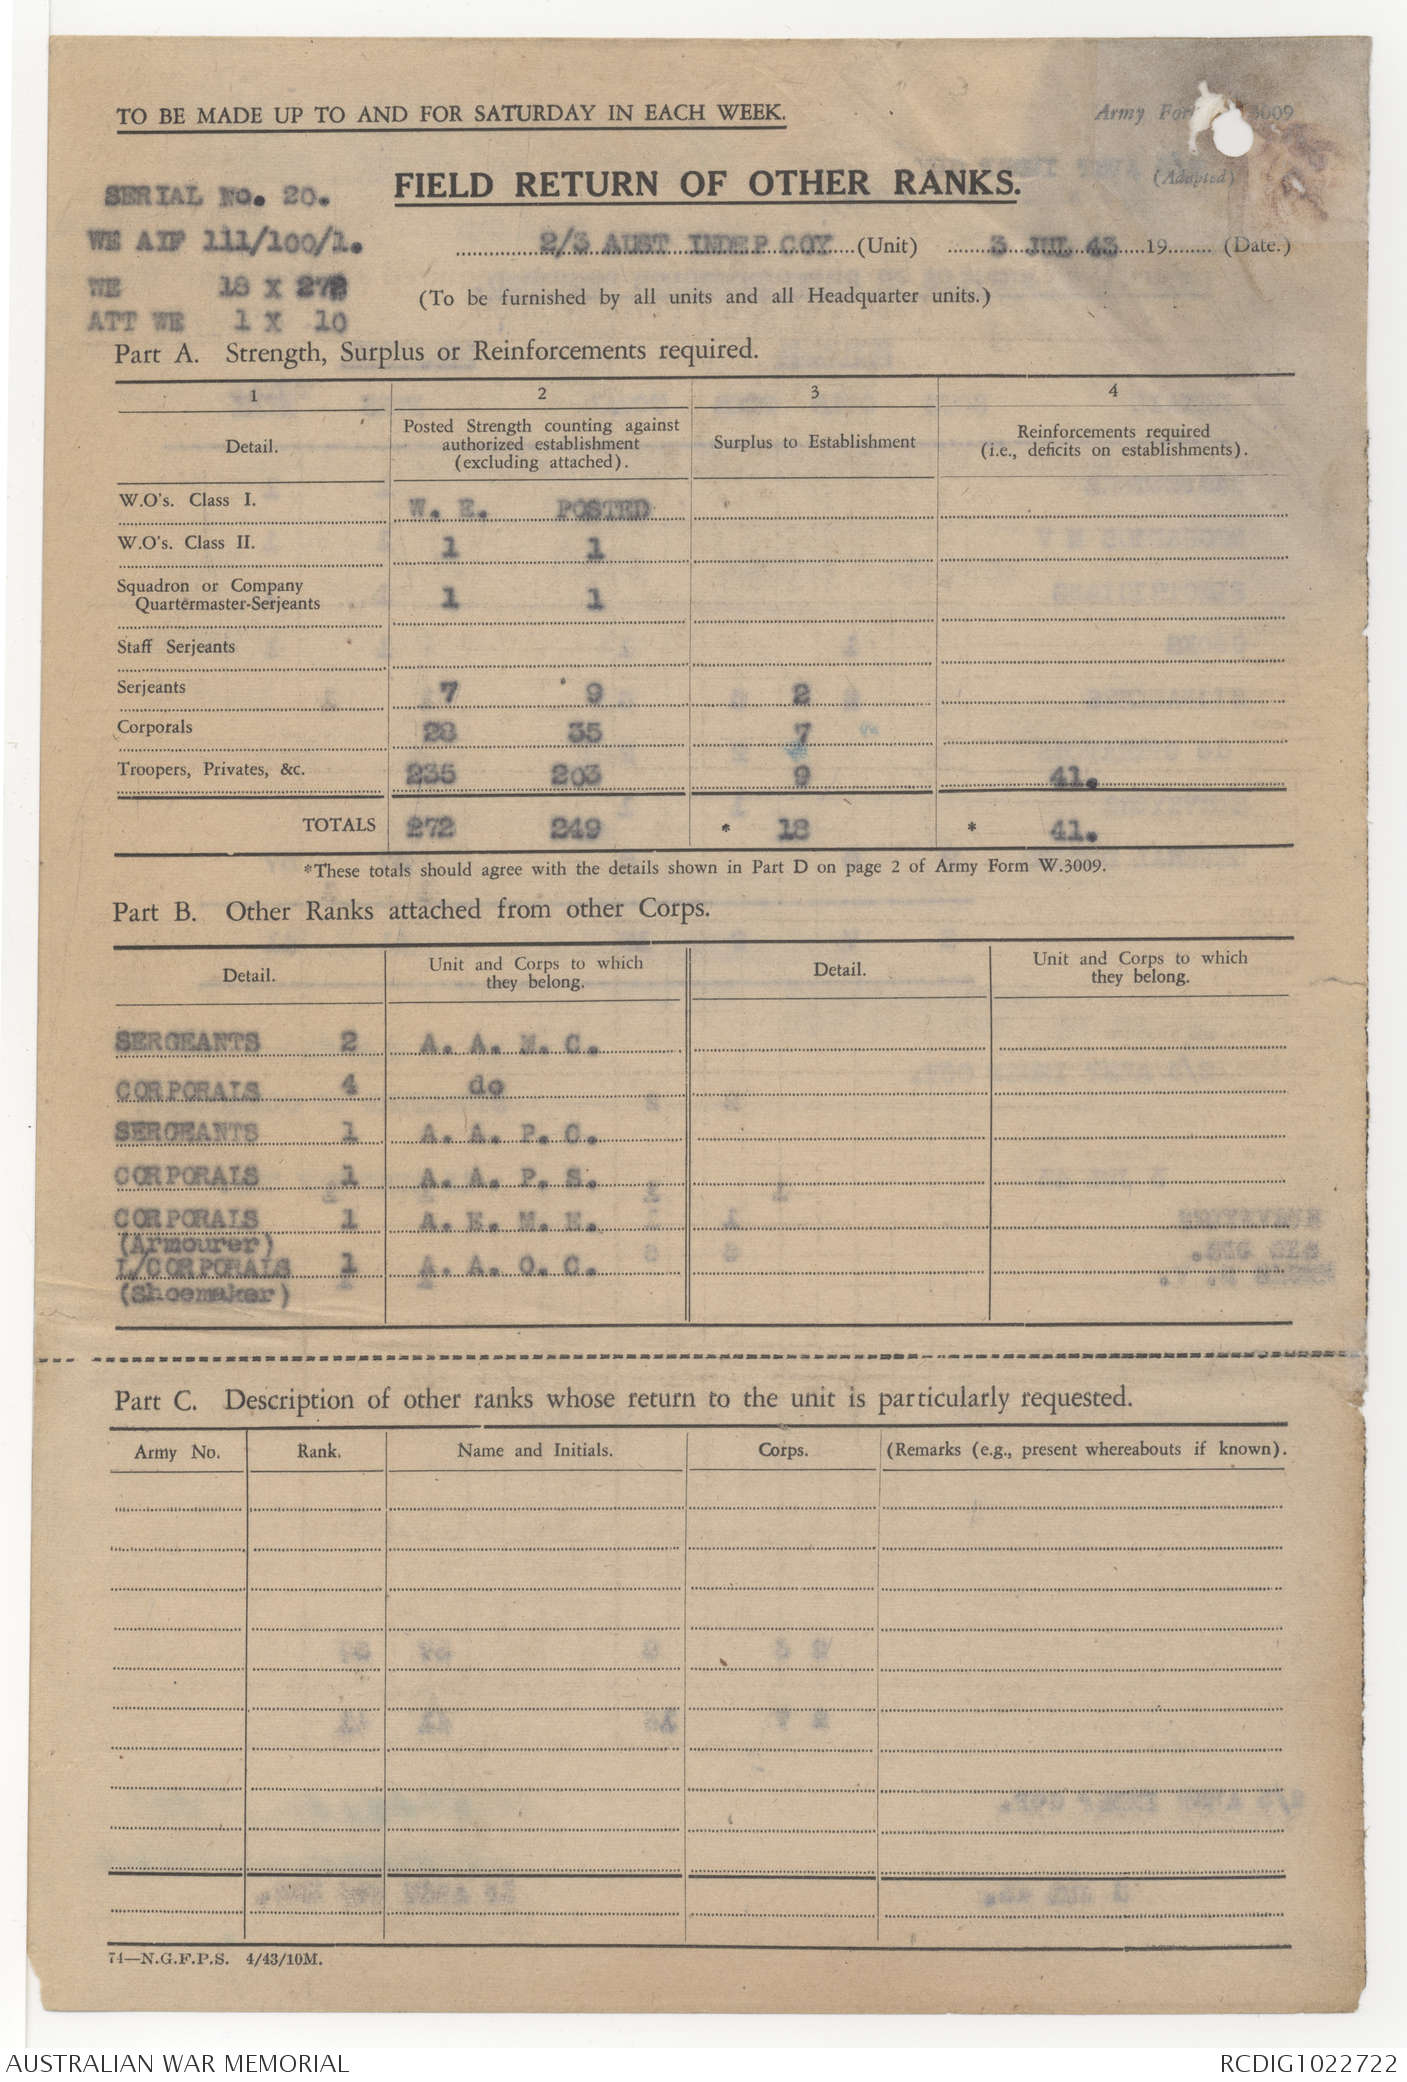 TO BE MADE UP TO AND FOR SATURDAY IN EACH WEEK.
Army For 3009
(Adapted)
FIELD RETURN OF OTHER RANKS.
SERIAL No. 20.
WE AIF 111/100/1.
2/3 AUST INDEP COY (Unit) 3 JUL 43 19 (Date.)
WE 18 X 272
(To be furnished by all units and all Headquarter units.)
ATT WE 1 X 10
Part A. Strength, Surplus or Reinforcements required.
1 2 3 4
Detail. Posted Strength counting against authorized establishment (excluding attached). Surplus to Establishment Reinforcements required (i.e., deficits on establishments).
W.O's. Class I. W. E. POSTED
W.O's. Class II. 1 1
Squadron or Company
Quartermaster-Serjeants 1 1
Staff Serjeants
Serjeants 7 9 2
Corporals 28 35 7
Troopers, Privates, &c. 235 203 9 41.
TOTALS 272 249 * 18 * 41.
*These totals should agree with the details shown in Part D on page 2 of Army Form W.3009.
Part B. Other Ranks attached from other Corps.
Detail. Unit and Corps to which they belong. Detail. Unit and Corps to which they belong.
SERGEANTS 2 A. A. M. C.
CORPORALS 4 do
SERGEANTS 1 A. A. P. C.
CORPORALS 1 A. A. P. S.
CORPORALS 1 A. E. M. E.
(Armourer)
L/CORPORALS 1 A. A. O. C.
(Shoemaker)
Part C. Description of other ranks whose return to the unit is particularly requested.
Army No. Rank. Name and Initials. Corps. (Remarks (e.g., present whereabouts if known).
74—N.G.F.P.S. 4/43/10M.
AUSTRALIAN WAR MEMORIAL
RCDIG1022722